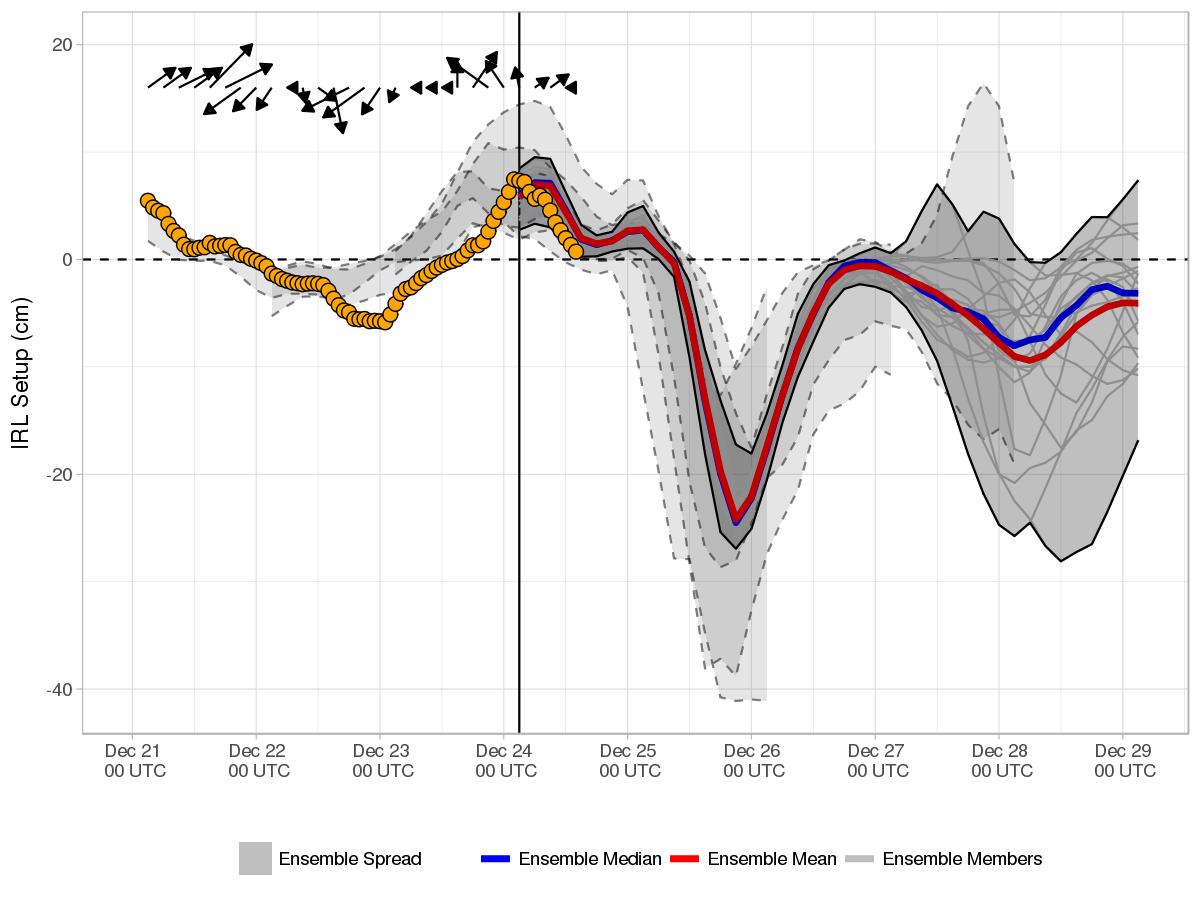 20
0
-20
-40
IRL Setup (cm)
Dec 21 Dec 22 Dec 23 Dec 24 Dec 25 Dec 26 Dec 27 Dec 28 Dec 29
00 UTC 00 UTC 00 UTC 00 UTC 00 UTC 00 UTC 00 UTC 00 UTC 00 UTC
Ensemble Spread Ensemble Median Ensemble Mean Ensemble Members